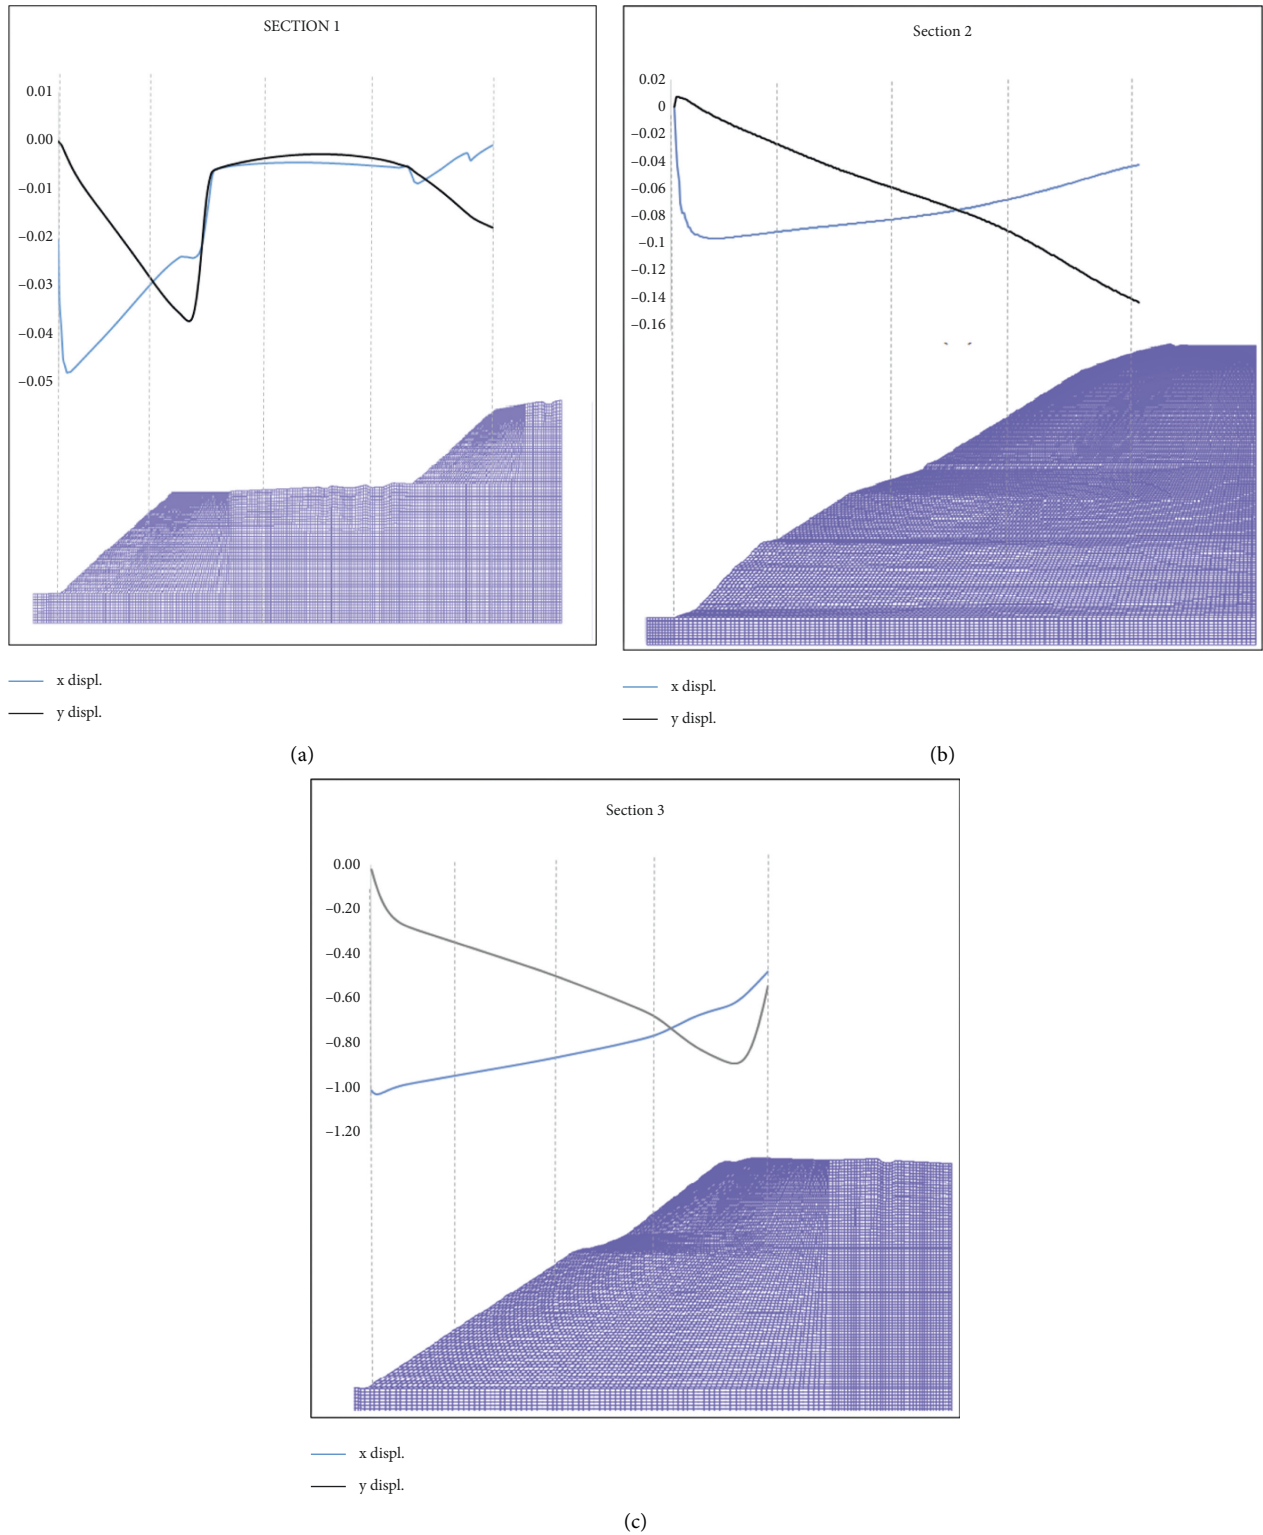 SECTION 1
0.01
0.00
–0.01
–0.02
–0.03
–0.04
–0.05
x displ.
y displ.
(a)
Section 2
0.02
0
–0.02
–0.04
–0.06
–0.08
–0.1
–0.12
–0.14
–0.16
x displ.
y displ.
(b)
Section 3
0.00
–0.20
–0.40
–0.60
–0.80
–1.00
–1.20
x displ.
y displ.
(c)